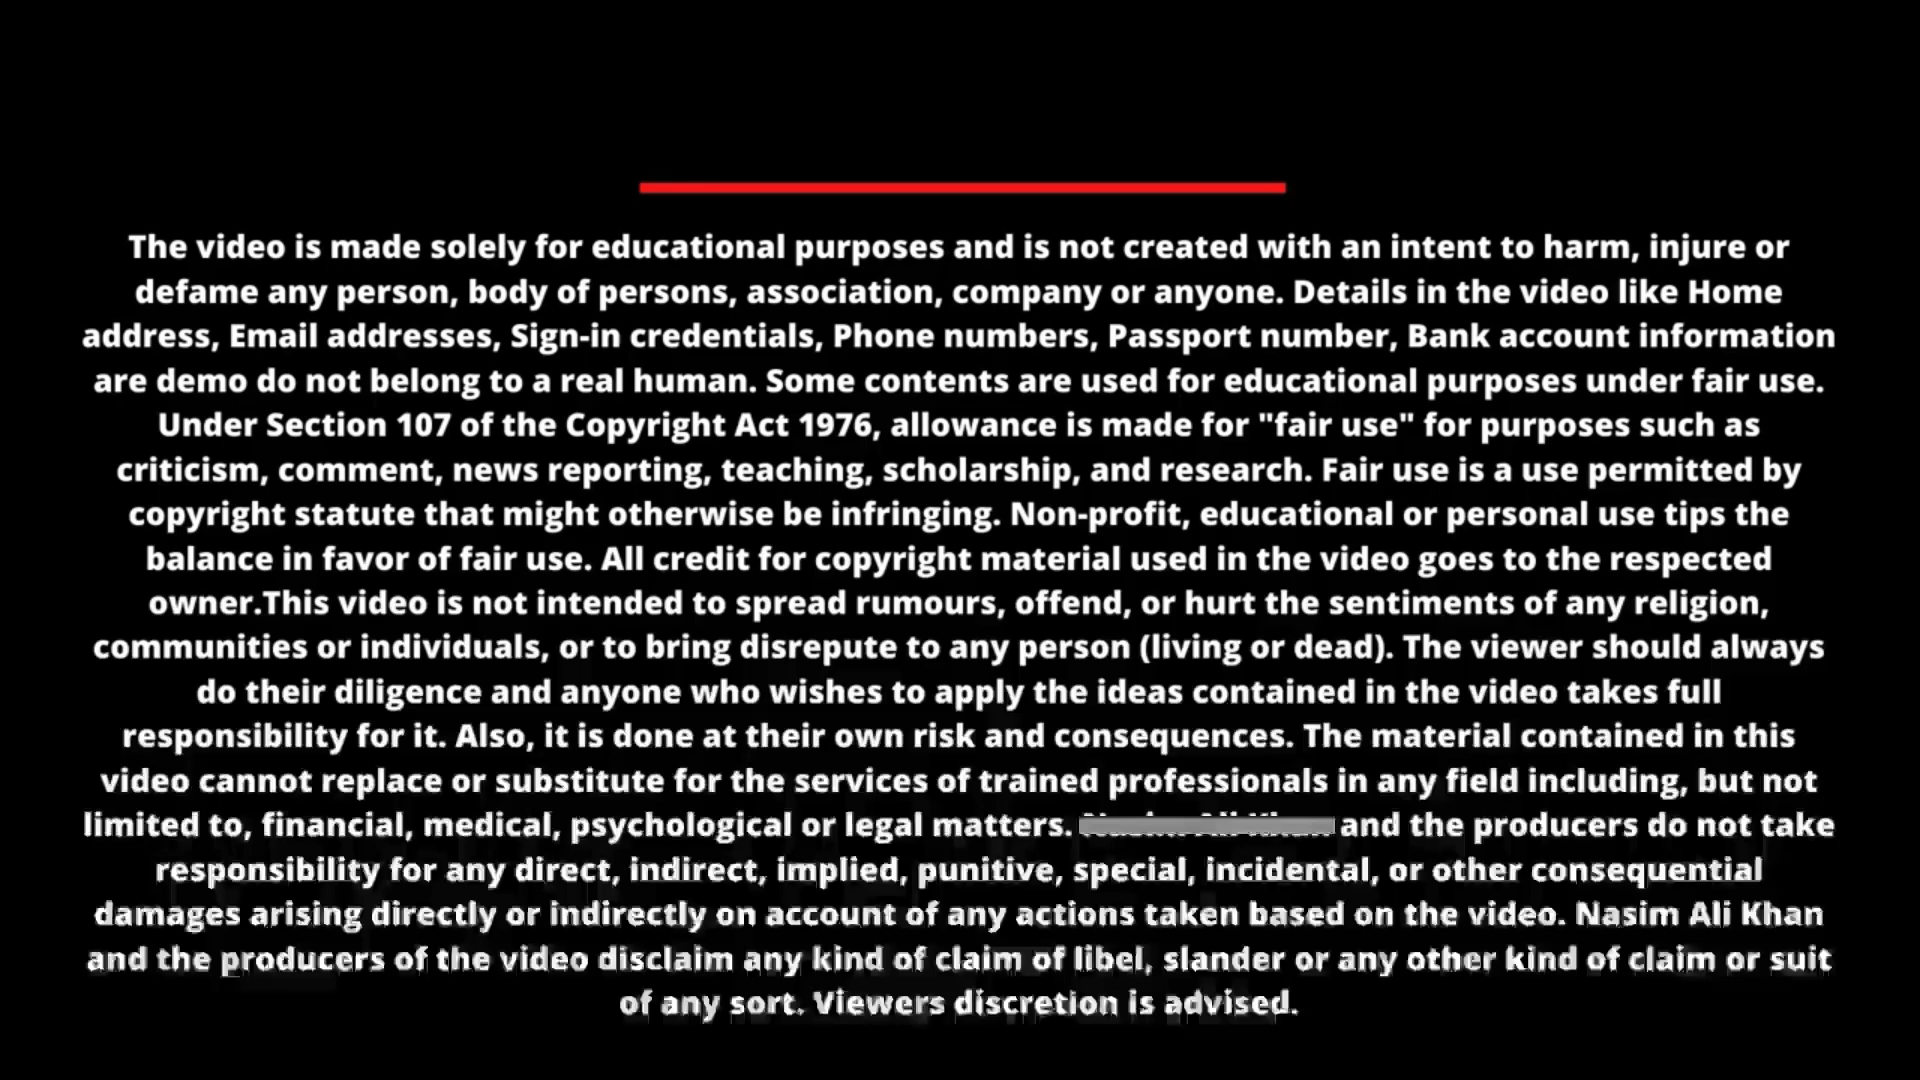 The video is made solely for educational purposes and is not created with an intent to harm, injure or
defame any person, body of persons, association, company or anyone. Details in the video like Home
address, Email addresses, Sign-in credentials, Phone numbers, Passport number, Bank account information
are demo do not belong to a real human. Some contents are used for educational purposes under fair use.
Under Section 107 of the Copyright Act 1976, allowance is made for "fair use" for purposes such as
criticism, comment, news reporting, teaching, scholarship, and research. Fair use is a use permitted by
copyright statute that might otherwise be infringing. Non-profit, educational or personal use tips the
balance in favor of fair use. All credit for copyright material used in the video goes to the respected
owner.This video is not intended to spread rumours, offend, or hurt the sentiments of any religion,
communities or individuals, or to bring disrepute to any person (living or dead). The viewer should always
do their diligence and anyone who wishes to apply the ideas contained in the video takes full
responsibility for it. Also, it is done at their own risk and consequences. The material contained in this
video cannot replace or substitute for the services of trained professionals in any field including, but not
limited to, financial, medical, psychological or legal matters. and the producers do not take
responsibility for any direct, indirect, implied, punitive, special, incidental, or other consequential
damages arising directly or indirectly on account of any actions taken based on the video. Nasim Ali Khan
and the producers of the video disclaim any kind of claim of libel, slander or any other kind of claim or suit
of any sort. Viewers discretion is advised.